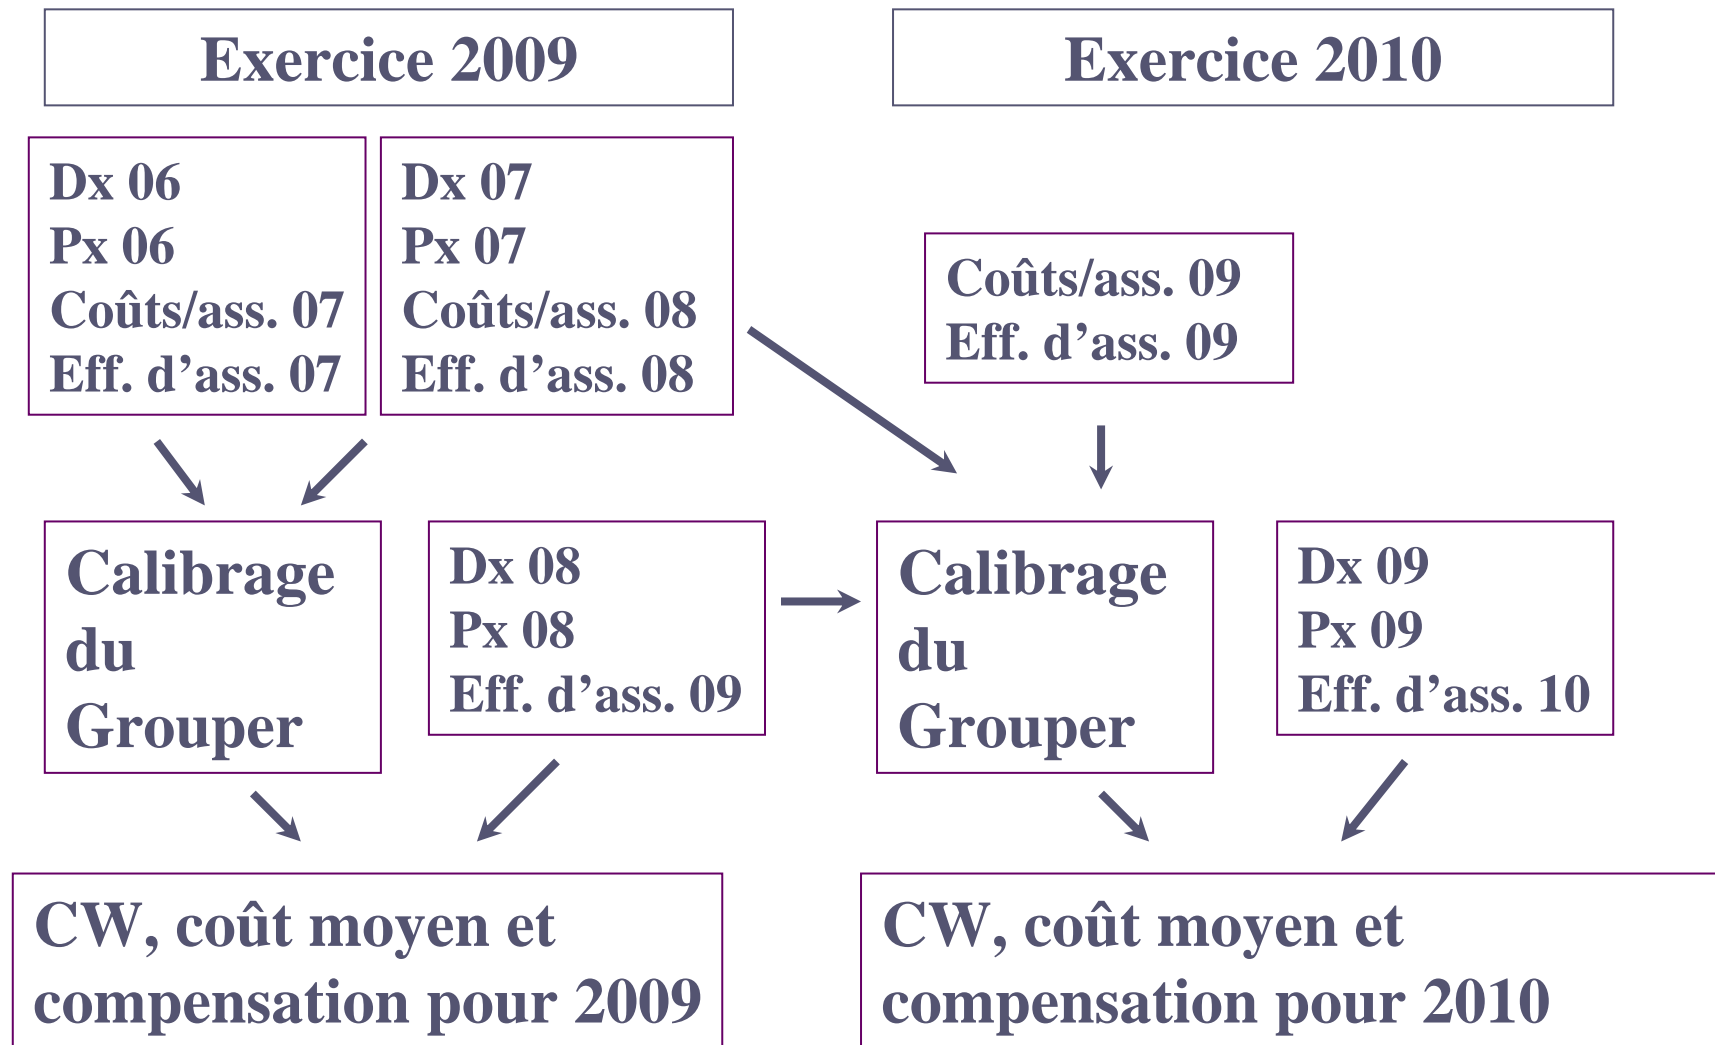 Exercice 2009
Exercice 2010
Dx 06
Px 06
Coûts/ass. 07
Eff. d’ass. 07
Dx 07
Px 07
Coûts/ass. 08
Eff. d’ass. 08
Coûts/ass. 09
Eff. d’ass. 09
Calibrage
du
Grouper
Dx 08
Px 08
Eff. d’ass. 09
Calibrage
du
Grouper
Dx 09
Px 09
Eff. d’ass. 10
CW, coût moyen et
compensation pour 2009
CW, coût moyen et
compensation pour 2010